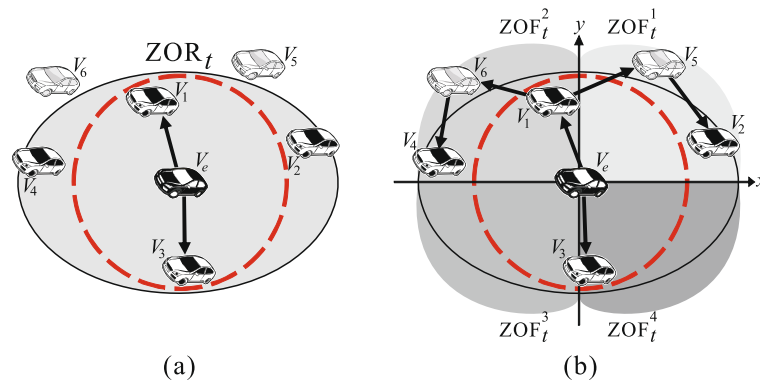 ZOR_t
V_6
V_5
V_1
V_2
V_4
V_e
V_3
(a)
ZOF_t^2
y
ZOF_t^1
V_6
V_5
V_1
V_2
V_4
V_e
x
V_3
ZOF_t^3
ZOF_t^4
(b)